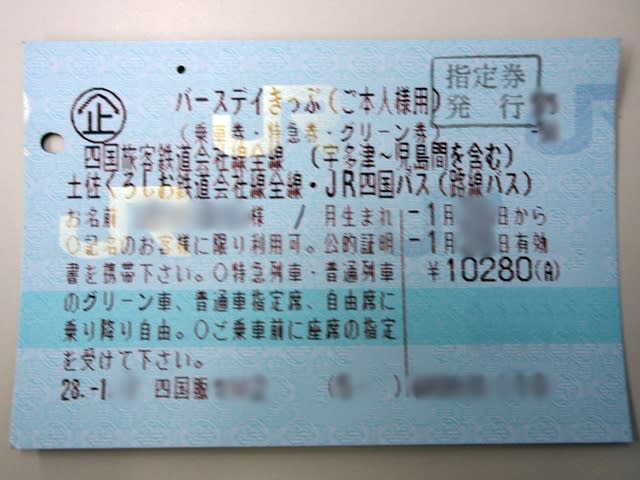 指定券
発行
企
バースデイきっぷ(ご本人様用)
(乗車券・特急券・グリーン券)
四国旅客鉄道会社線全線 (宇多津~児島間を含む)
土佐くろしお鉄道会社線全線・JR四国バス(路線バス)
お名前 様 / 月生まれ -1月 日から
○記名のお客様に限り利用可。公的証明 -1月 日有効
書を携帯下さい。○特急列車・普通列車 ¥10280(A)
のグリーン車、普通車指定席、自由席に
乗り降り自由。○ご乗車前に座席の指定
を受けて下さい。
28.-1. 四国販 (5- )